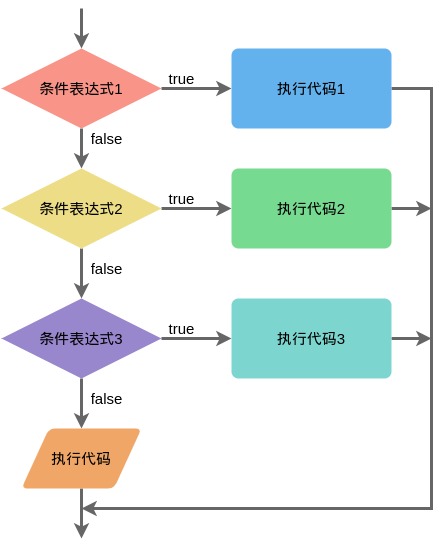 条件表达式1
true
执行代码1
false
条件表达式2
true
执行代码2
false
条件表达式3
true
执行代码3
false
执行代码